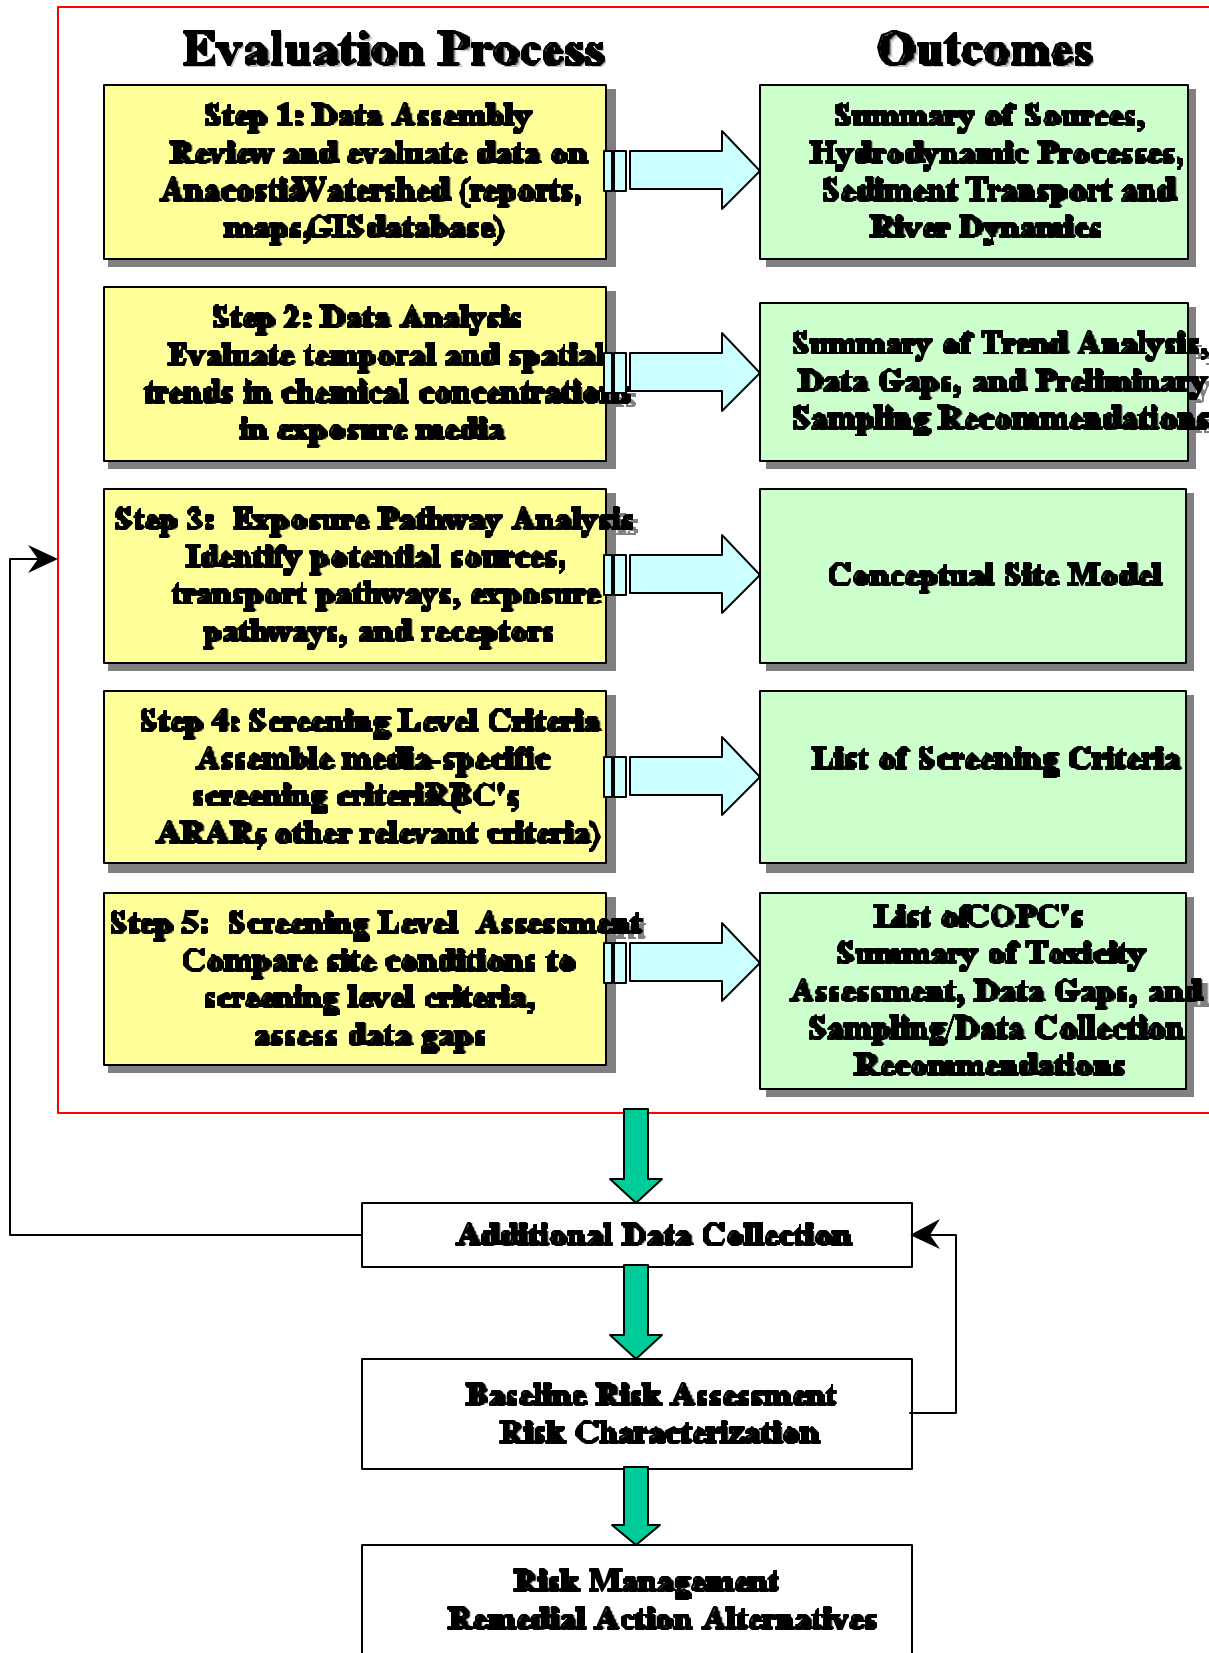 Evaluation Process
Outcomes
Step 1: Data Assembly
Review and evaluate data on
Anacostia Watershed (reports,
maps, GIS database)
Summary of Sources,
Hydrodynamic Processes,
Sediment Transport and
River Dynamics
Step 2: Data Analysis
Evaluate temporal and spatial
trends in chemical concentrations
in exposure media
Summary of Trend Analysis,
Data Gaps, and Preliminary
Sampling Recommendations
Step 3: Exposure Pathway Analysis
Identify potential sources,
transport pathways, exposure
pathways, and receptors
Conceptual Site Model
Step 4: Screening Level Criteria
Assemble media-specific
screening criteria (RBC's,
ARARs, other relevant criteria)
List of Screening Criteria
Step 5: Screening Level Assessment
Compare site conditions to
screening level criteria,
assess data gaps
List of COPC's
Summary of Toxicity
Assessment, Data Gaps, and
Sampling/Data Collection
Recommendations
Additional Data Collection
Baseline Risk Assessment
Risk Characterization
Risk Management
Remedial Action Alternatives